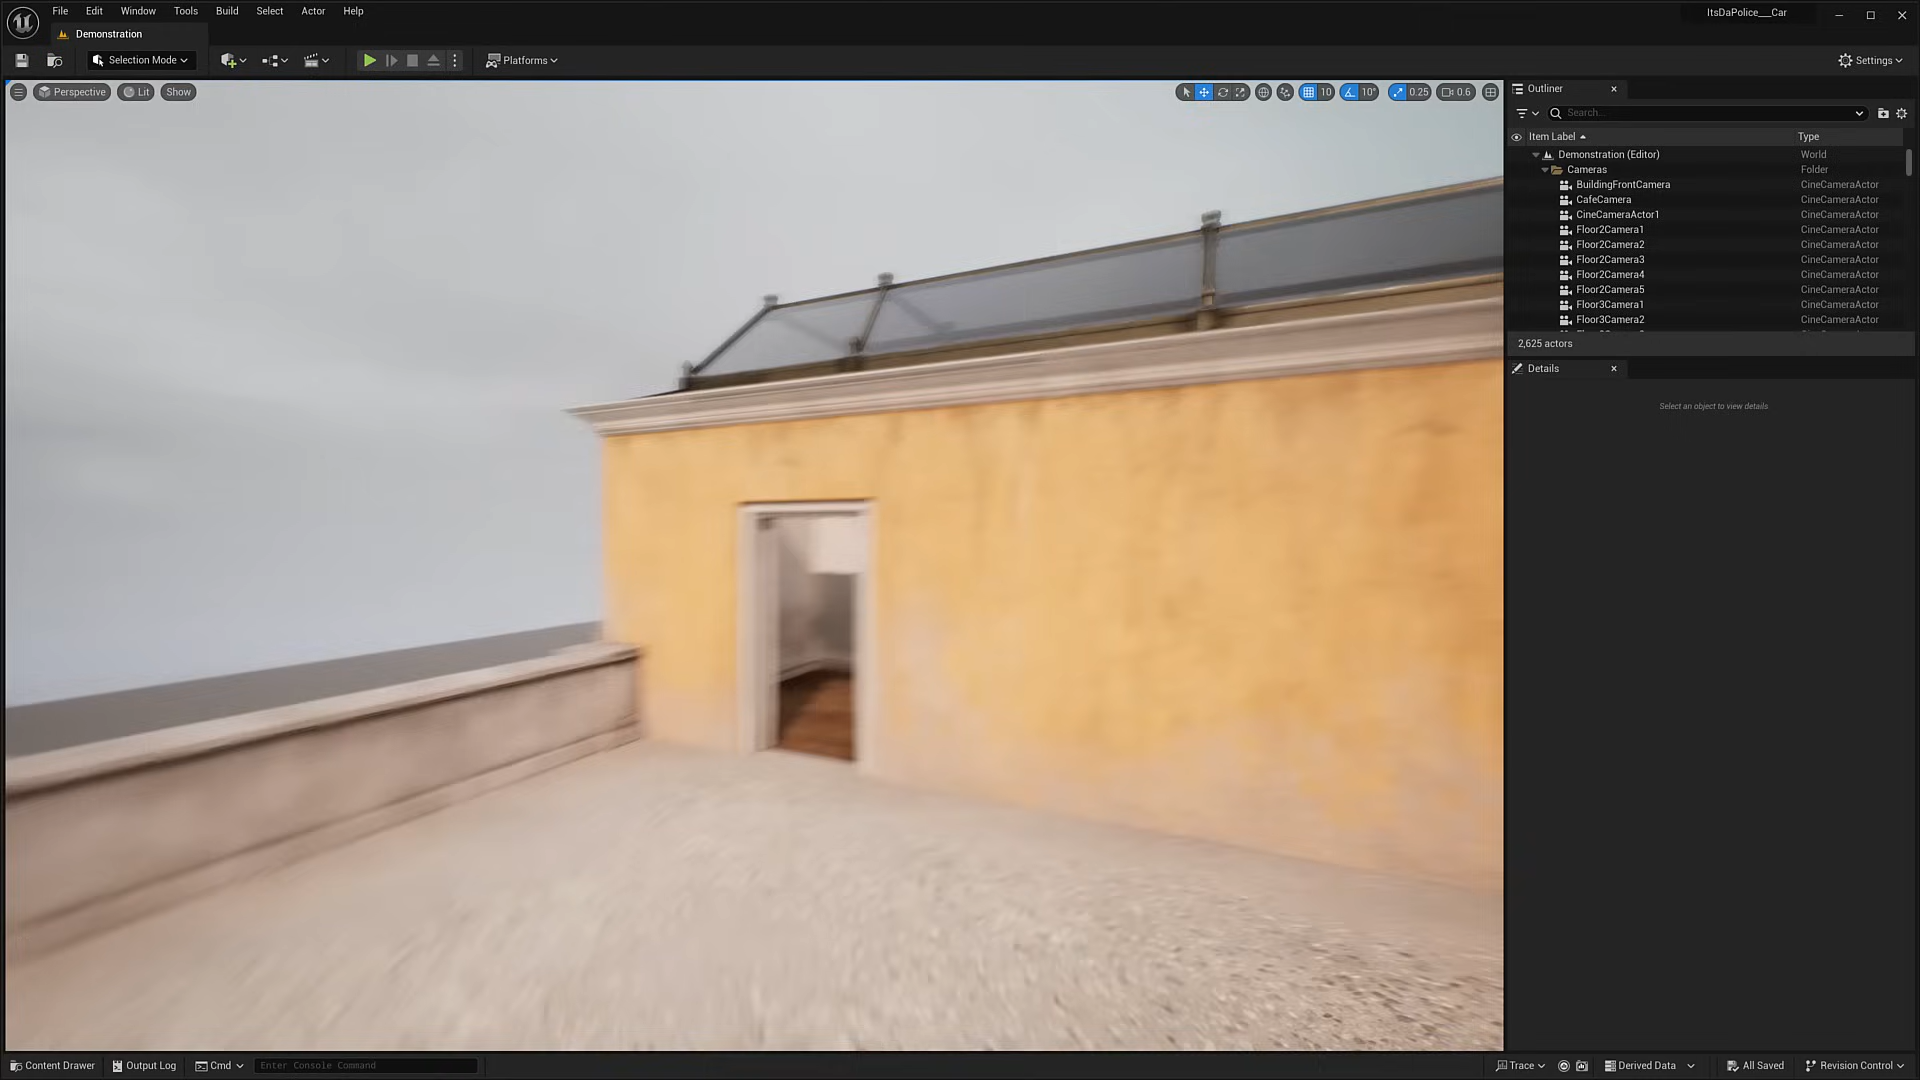 File Edit Window Tools Build Select Actor Help
ItsDaPolice__Car
Demonstration
Selection Mode
Platforms
Settings
Perspective Lit Show
10 10° 0.25 0.6
Outliner
Search...
Item Label Type
Demonstration (Editor) World
Cameras Folder
BuildingFrontCamera CineCameraActor
CafeCamera CineCameraActor
CineCameraActor1 CineCameraActor
Floor2Camera1 CineCameraActor
Floor2Camera2 CineCameraActor
Floor2Camera3 CineCameraActor
Floor2Camera4 CineCameraActor
Floor2Camera5 CineCameraActor
Floor3Camera1 CineCameraActor
Floor3Camera2 CineCameraActor
2,625 actors
Details
Select an object to view details
Content Drawer Output Log Cmd Enter Console Command Trace Derived Data All Saved Revision Control